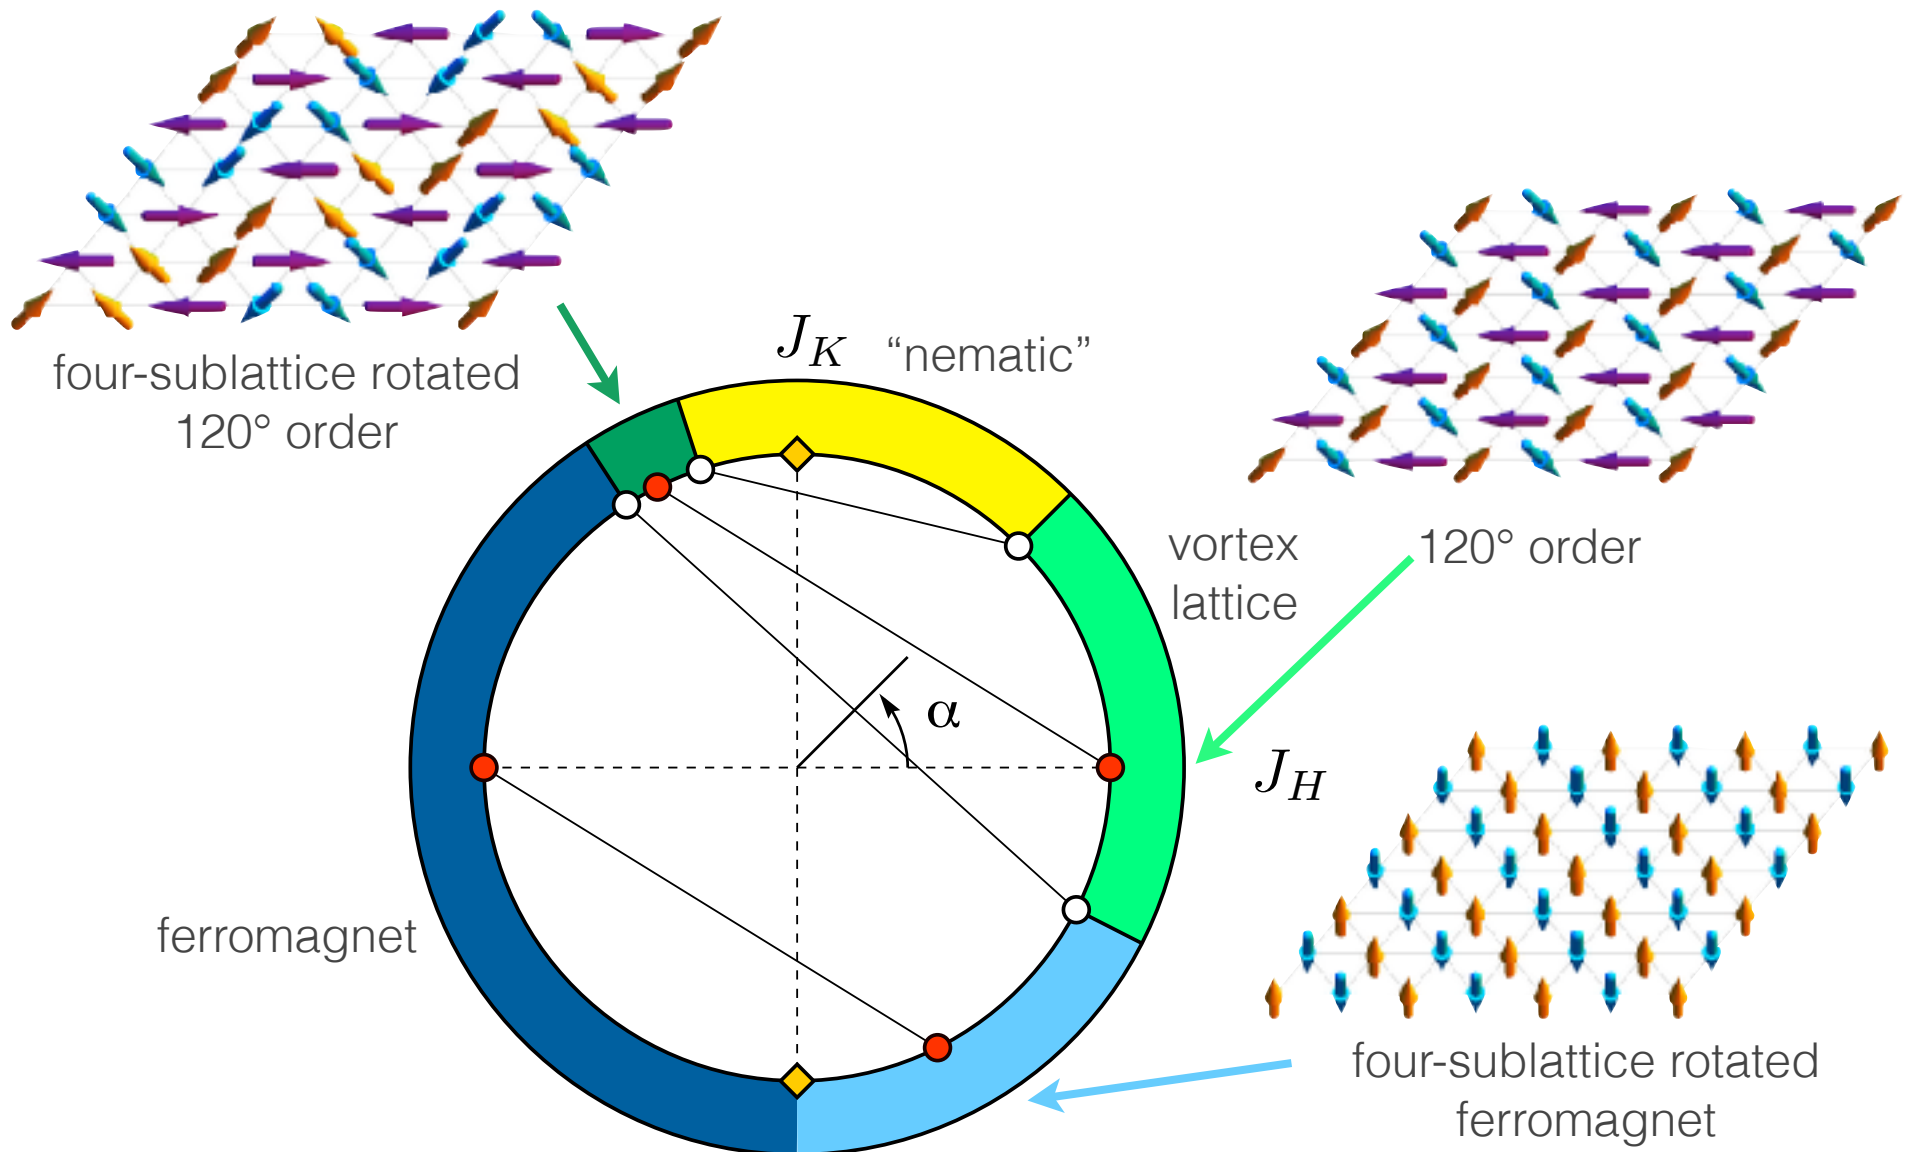 four-sublattice rotated
120° order
J_K
“nematic”
vortex
lattice
120° order
α
J_H
ferromagnet
four-sublattice rotated
ferromagnet